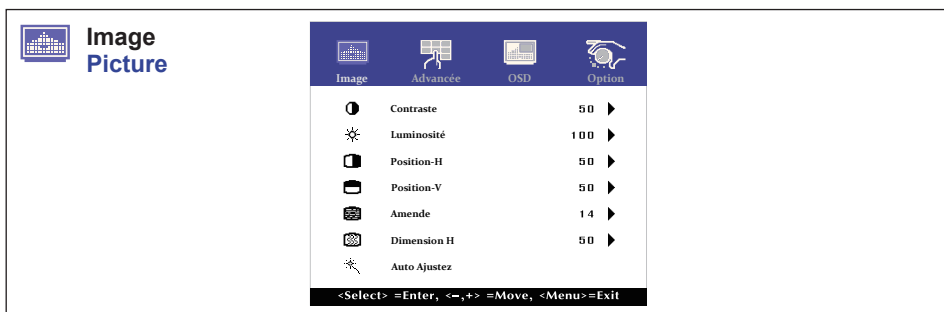 Image
Picture
Image Advancée OSD Option
Contraste 50
Luminosité 100
Position-H 50
Position-V 50
Amende 14
Dimension H 50
Auto Ajustez
<Select> =Enter, <–,+> =Move, <Menu>=Exit